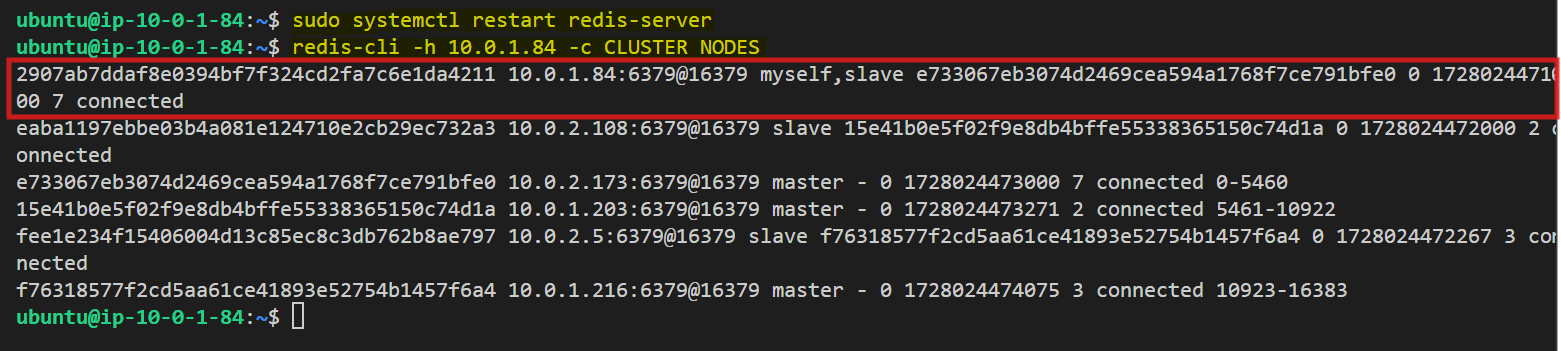 ubuntu@ip-10-0-1-84:~$ sudo systemctl restart redis-server
ubuntu@ip-10-0-1-84:~$ redis-cli -h 10.0.1.84 -c CLUSTER NODES
2907ab7ddaf8e0394bf7f324cd2fa7c6e1da4211 10.0.1.84:6379@16379 myself,slave e733067eb3074d2469cea594a1768f7ce791bfe0 0 17280244710
00 7 connected
eaba1197ebbe03b4a081e124710e2cb29ec732a3 10.0.2.108:6379@16379 slave 15e41b0e5f02f9e8db4bffe55338365150c74d1a 0 1728024472000 2 c
onnected
e733067eb3074d2469cea594a1768f7ce791bfe0 10.0.2.173:6379@16379 master - 0 1728024473000 7 connected 0-5460
15e41b0e5f02f9e8db4bffe55338365150c74d1a 10.0.1.203:6379@16379 master - 0 1728024473271 2 connected 5461-10922
fee1e234f15406004d13c85ec8c3db762b8ae797 10.0.2.5:6379@16379 slave f76318577f2cd5aa61ce41893e52754b1457f6a4 0 1728024472267 3 con
nected
f76318577f2cd5aa61ce41893e52754b1457f6a4 10.0.1.216:6379@16379 master - 0 1728024474075 3 connected 10923-16383
ubuntu@ip-10-0-1-84:~$